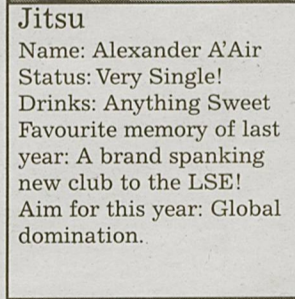 Jitsu
Name: Alexander A'Air
Status: Very Single!
Drinks: Anything Sweet
Favourite memory of last
year: A brand spanking
new club to the LSE!
Aim for this year: Global
domination.